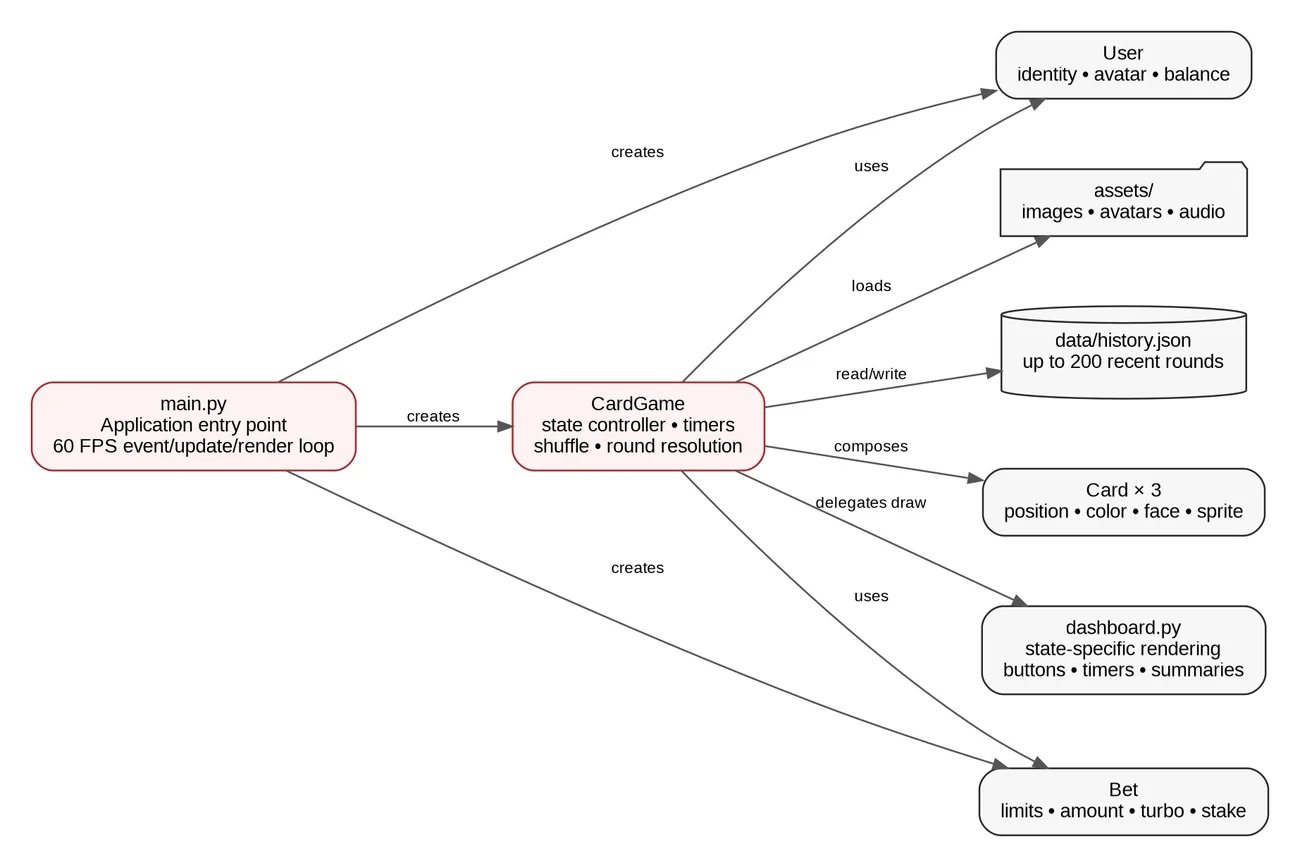 User
identity • avatar • balance
creates
uses
assets/
images • avatars • audio
loads
data/history.json
up to 200 recent rounds
read/write
main.py
Application entry point
60 FPS event/update/render loop
creates
CardGame
state controller • timers
shuffle • round resolution
composes
Card × 3
position • color • face • sprite
delegates draw
creates
uses
dashboard.py
state-specific rendering
buttons • timers • summaries
Bet
limits • amount • turbo • stake